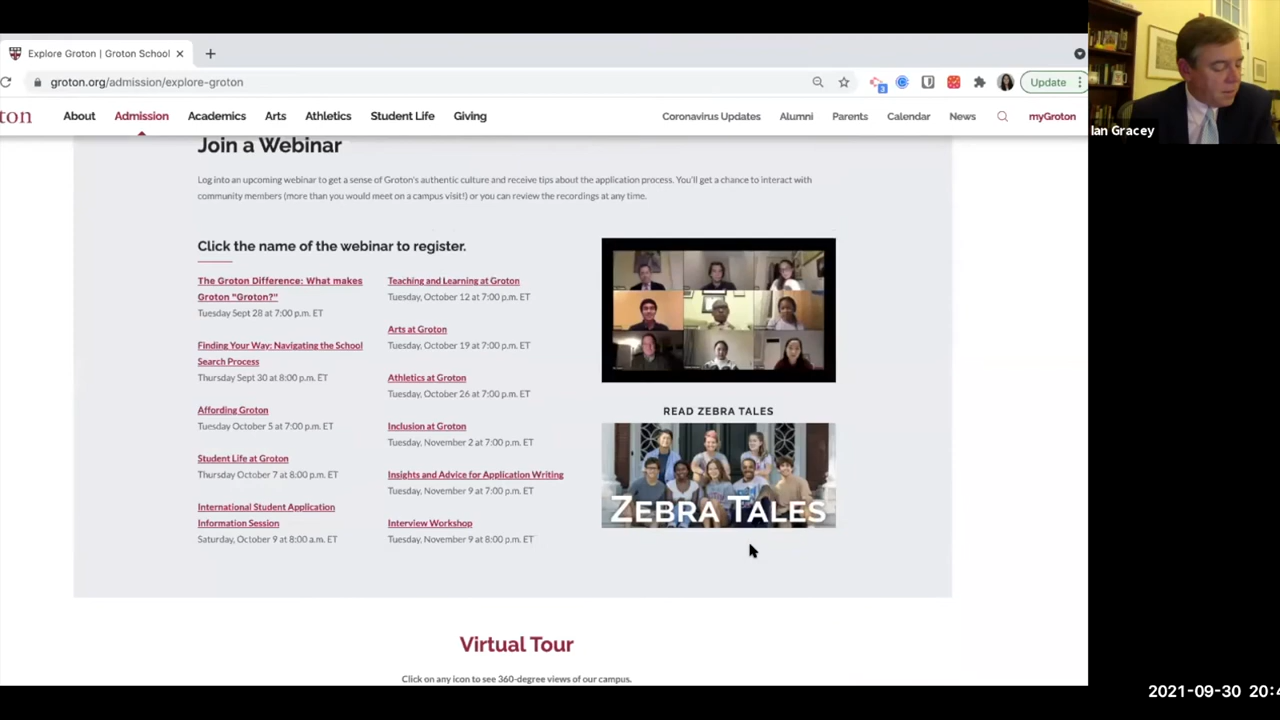 Explore Groton | Groton School
groton.org/admission/explore-groton
3
Update
ton
About
Admission
Academics
Arts
Athletics
Student Life
Giving
Coronavirus Updates
Alumni
Parents
Calendar
News
myGroton
Ian Gracey
Join a Webinar
Log into an upcoming webinar to get a sense of Groton's authentic culture and receive tips about the application process. You'll get a chance to interact with
community members (more than you would meet on a campus visit!) or you can review the recordings at any time.
Click the name of the webinar to register.
The Groton Difference: What makes
Groton "Groton?"
Tuesday Sept 28 at 7:00 p.m. ET
Finding Your Way: Navigating the School
Search Process
Thursday Sept 30 at 8:00 p.m. ET
Affording Groton
Tuesday October 5 at 7:00 p.m. ET
Student Life at Groton
Thursday October 7 at 8:00 p.m. ET
International Student Application
Information Session
Saturday, October 9 at 8:00 a.m. ET
Teaching and Learning at Groton
Tuesday, October 12 at 7:00 p.m. ET
Arts at Groton
Tuesday, October 19 at 7:00 p.m. ET
Athletics at Groton
Tuesday, October 26 at 7:00 p.m. ET
Inclusion at Groton
Tuesday, November 2 at 7:00 p.m. ET
Insights and Advice for Application Writing
Tuesday, November 9 at 7:00 p.m. ET
Interview Workshop
Tuesday, November 9 at 8:00 p.m. ET
READ ZEBRA TALES
ZEBRA TALES
Virtual Tour
Click on any icon to see 360-degree views of our campus.
2021-09-30 20:4